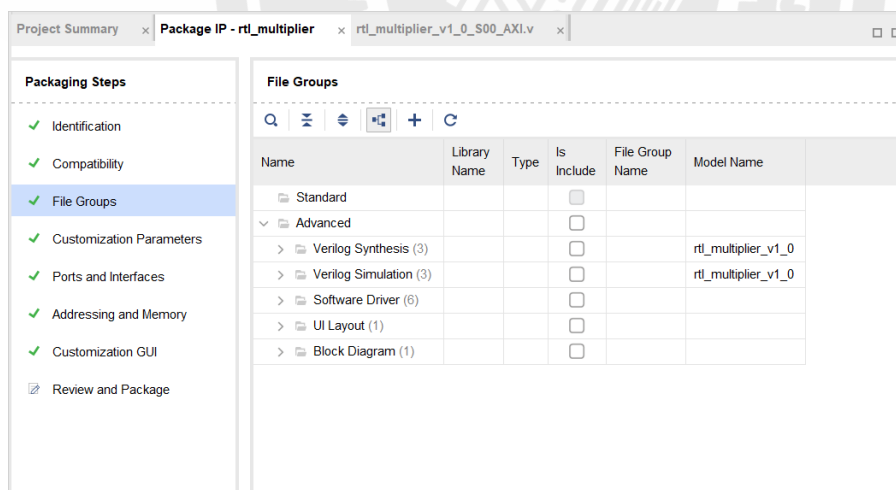 Project Summary × Package IP - rtl_multiplier × rtl_multiplier_v1_0_S00_AXI.v ×
Packaging Steps
Identification
Compatibility
File Groups
Customization Parameters
Ports and Interfaces
Addressing and Memory
Customization GUI
Review and Package
File Groups
Name Library Name Type Is Include File Group Name Model Name
Standard
Advanced
Verilog Synthesis (3) rtl_multiplier_v1_0
Verilog Simulation (3) rtl_multiplier_v1_0
Software Driver (6)
UI Layout (1)
Block Diagram (1)